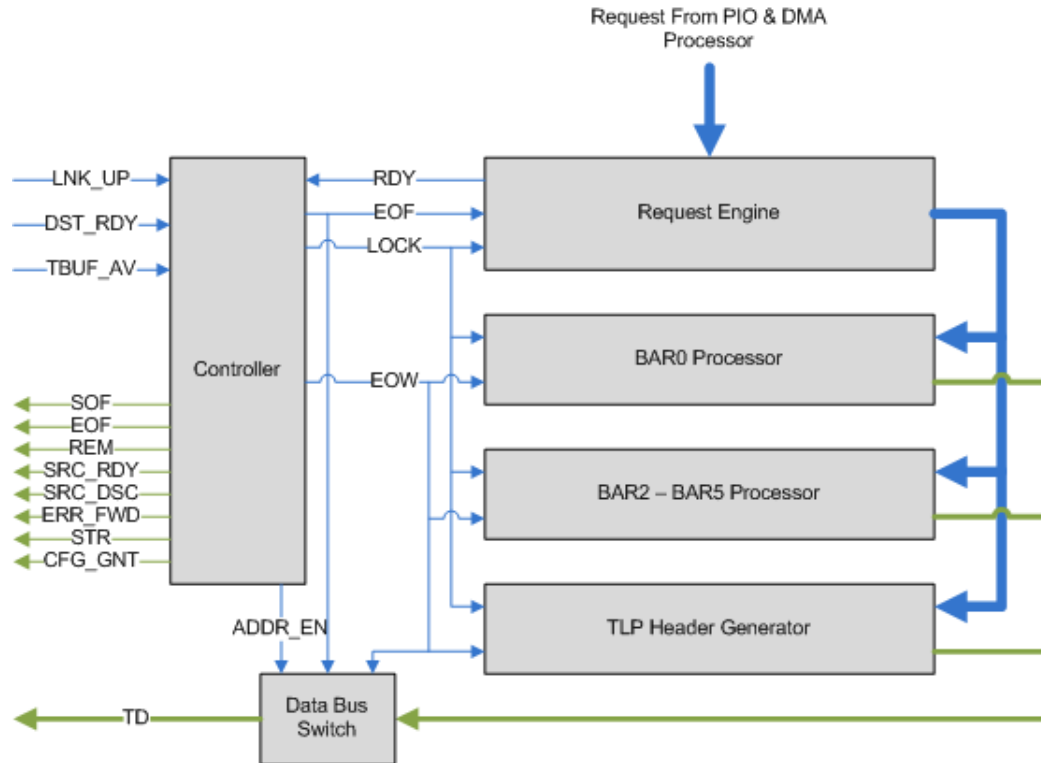 Request From PIO & DMA
Processor
LNK_UP
RDY
DST_RDY
EOF
Request Engine
LOCK
TBUF_AV
Controller
BAR0 Processor
EOW
SOF
EOF
REM
SRC_RDY
SRC_DSC
BAR2 – BAR5 Processor
ERR_FWD
STR
CFG_GNT
ADDR_EN
TLP Header Generator
TD
Data Bus
Switch